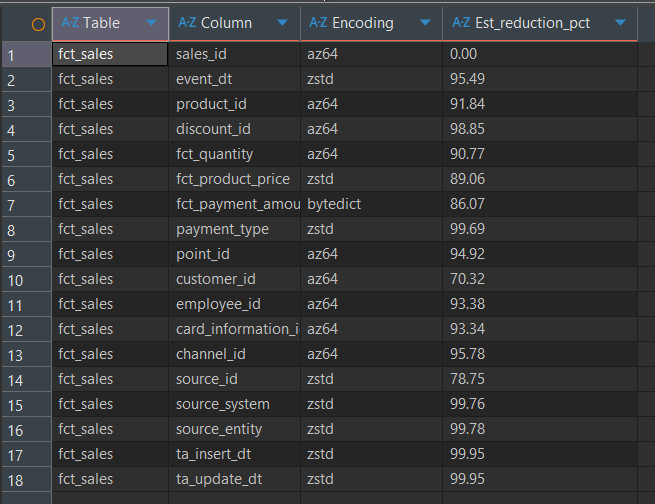 A-Z Table A-Z Column A-Z Encoding A-Z Est_reduction_pct
1 fct_sales sales_id az64 0.00
2 fct_sales event_dt zstd 95.49
3 fct_sales product_id az64 91.84
4 fct_sales discount_id az64 98.85
5 fct_sales fct_quantity az64 90.77
6 fct_sales fct_product_price zstd 89.06
7 fct_sales fct_payment_amou bytedict 86.07
8 fct_sales payment_type zstd 99.69
9 fct_sales point_id az64 94.92
10 fct_sales customer_id az64 70.32
11 fct_sales employee_id az64 93.38
12 fct_sales card_information_i az64 93.34
13 fct_sales channel_id az64 95.78
14 fct_sales source_id zstd 78.75
15 fct_sales source_system zstd 99.76
16 fct_sales source_entity zstd 99.78
17 fct_sales ta_insert_dt zstd 99.95
18 fct_sales ta_update_dt zstd 99.95